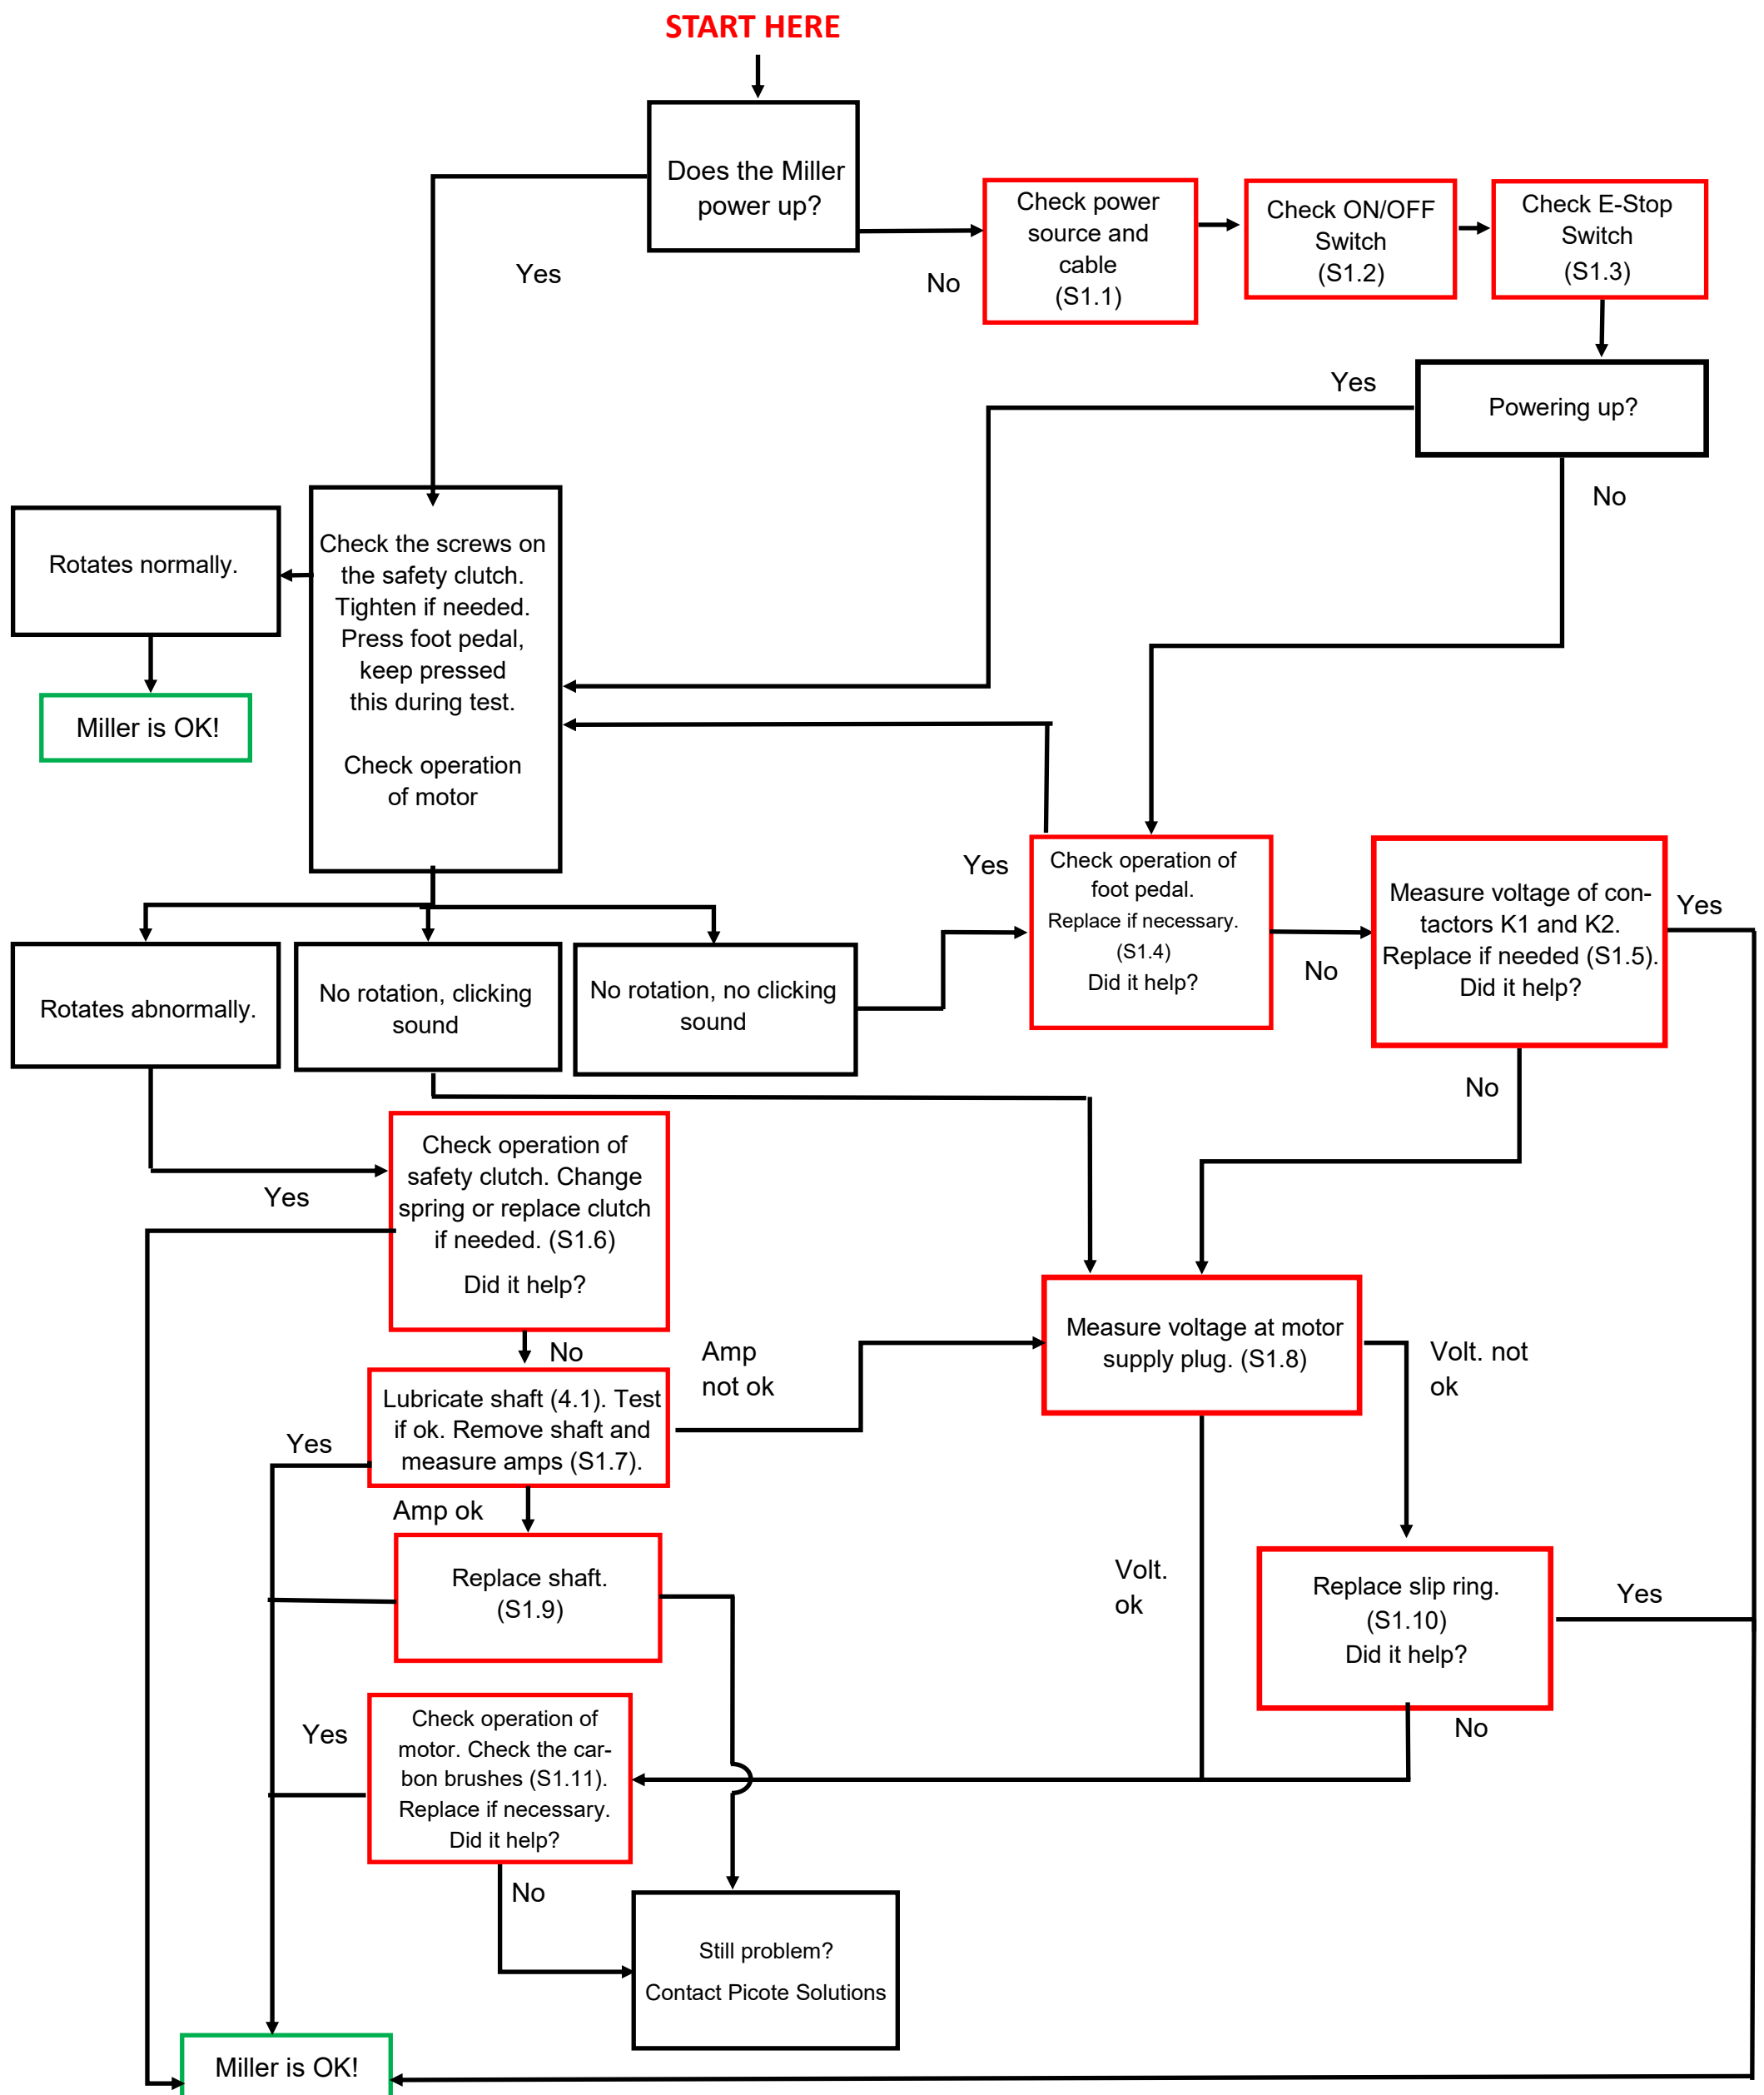 START HERE
Does the Miller
power up?
Yes
No
Check power
source and
cable
(S1.1)
Check ON/OFF
Switch
(S1.2)
Check E-Stop
Switch
(S1.3)
Yes
Powering up?
No
Rotates normally.
Miller is OK!
Check the screws on
the safety clutch.
Tighten if needed.
Press foot pedal,
keep pressed
this during test.
Check operation
of motor
Yes
Check operation of
foot pedal.
Replace if necessary.
(S1.4)
Did it help?
No
Measure voltage of con-
tactors K1 and K2.
Replace if needed (S1.5).
Did it help?
Yes
No
Rotates abnormally.
No rotation, clicking
sound
No rotation, no clicking
sound
Yes
Check operation of
safety clutch. Change
spring or replace clutch
if needed. (S1.6)
Did it help?
No
Amp
not ok
Measure voltage at motor
supply plug. (S1.8)
Volt. not
ok
Lubricate shaft (4.1). Test
if ok. Remove shaft and
measure amps (S1.7).
Yes
Amp ok
Replace shaft.
(S1.9)
Volt.
ok
Replace slip ring.
(S1.10)
Did it help?
Yes
No
Yes
Check operation of
motor. Check the car-
bon brushes (S1.11).
Replace if necessary.
Did it help?
No
Still problem?
Contact Picote Solutions
Miller is OK!